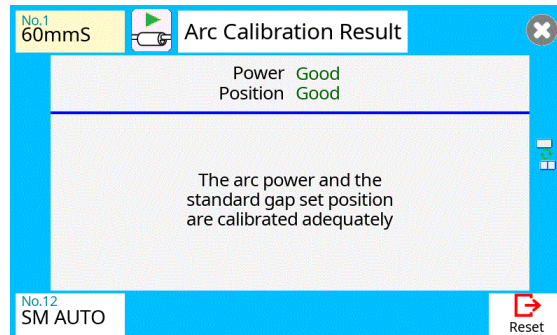 No.1
60mmS
Arc Calibration Result
Power Good
Position Good
The arc power and the
standard gap set position
are calibrated adequately
No.12
SM AUTO
Reset